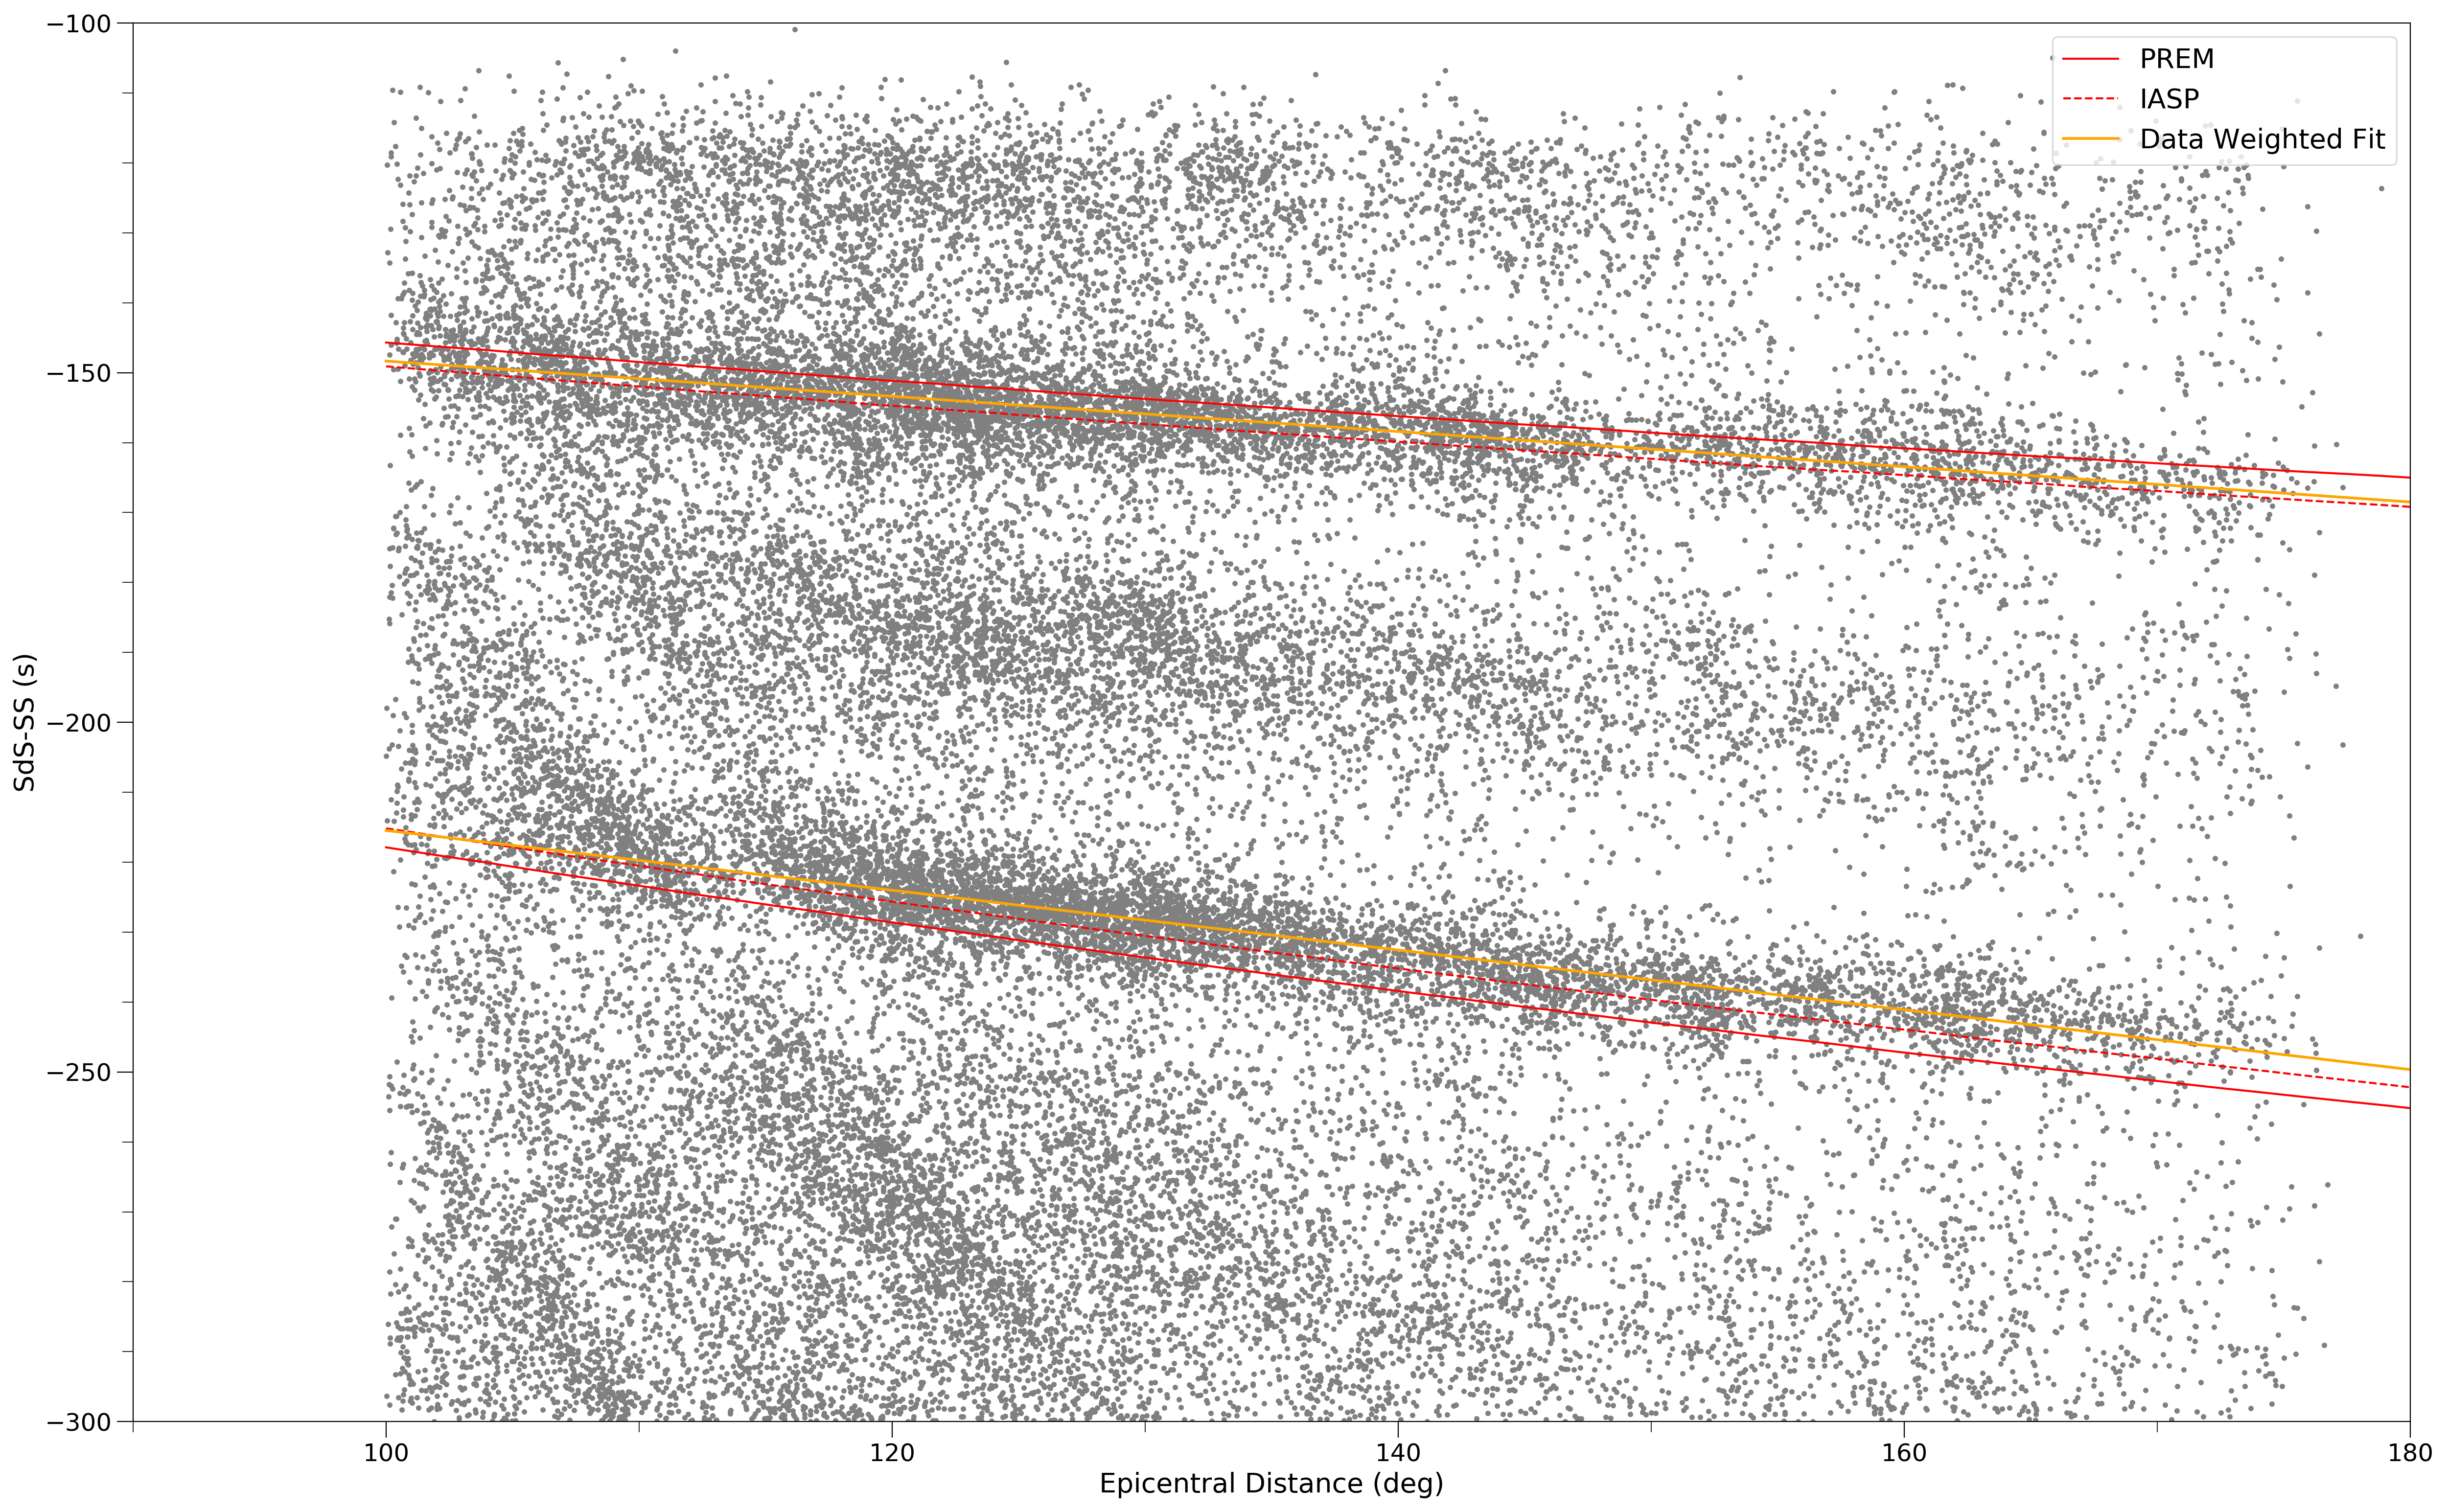 PREM
IASP
Data Weighted Fit
SdS-SS (s)
−100
−150
−200
−250
−300
100 120 140 160 180
Epicentral Distance (deg)